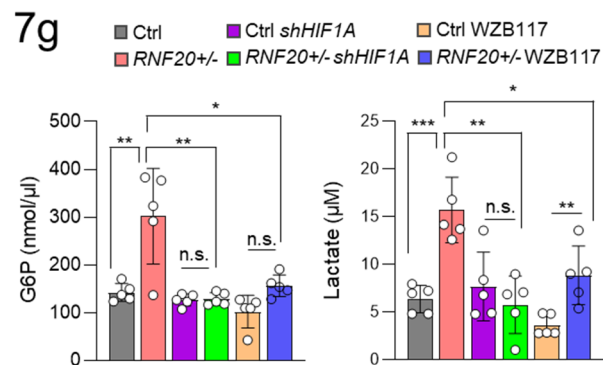 7g
Ctrl
Ctrl shHIF1A
Ctrl WZB117
RNF20+/-
RNF20+/- shHIF1A
RNF20+/- WZB117
G6P (nmol/µl)
500
400
300
200
100
0
*
**
**
n.s.
n.s.
Lactate (µM)
25
20
15
10
5
0
*
***
**
n.s.
**